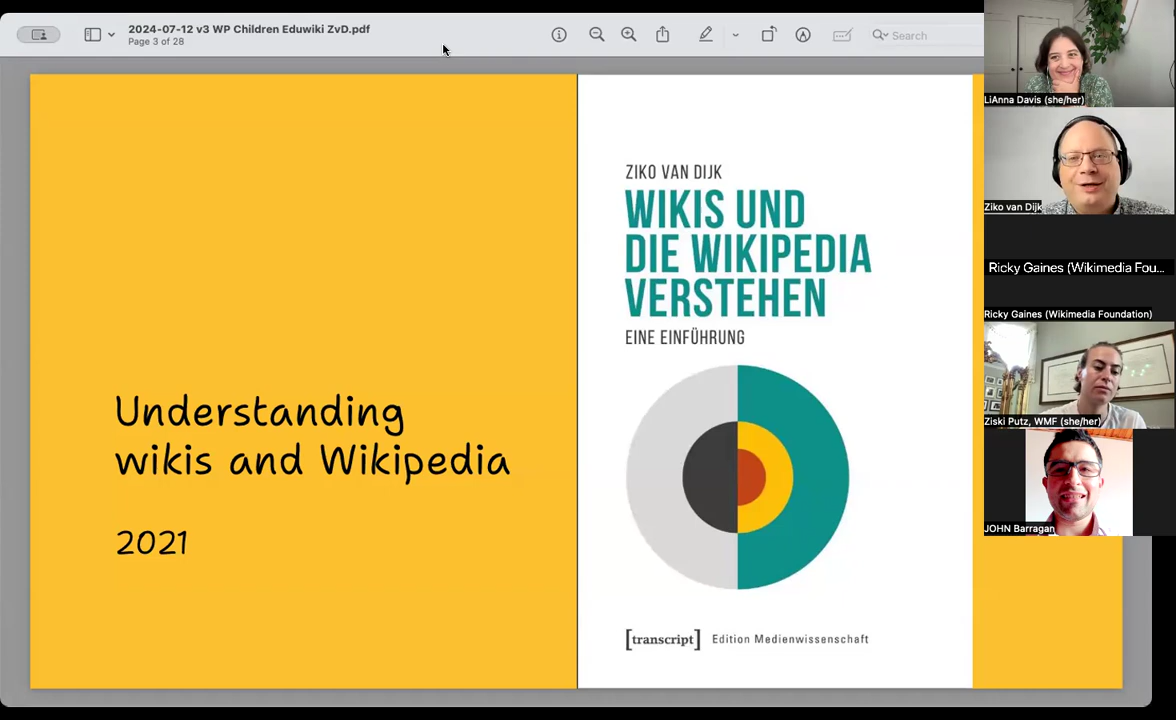 2024-07-12 v3 WP Children Eduwiki ZvD.pdf
Page 3 of 28
Search
Understanding
wikis and Wikipedia
2021
ZIKO VAN DIJK
WIKIS UND
DIE WIKIPEDIA
VERSTEHEN
EINE EINFÜHRUNG
[transcript] Edition Medienwissenschaft
LiAnna Davis (she/her)
Ziko van Dijk
Ricky Gaines (Wikimedia Fou...
Ricky Gaines (Wikimedia Foundation)
Ziski Putz, WMF (she/her)
JOHN Barragan